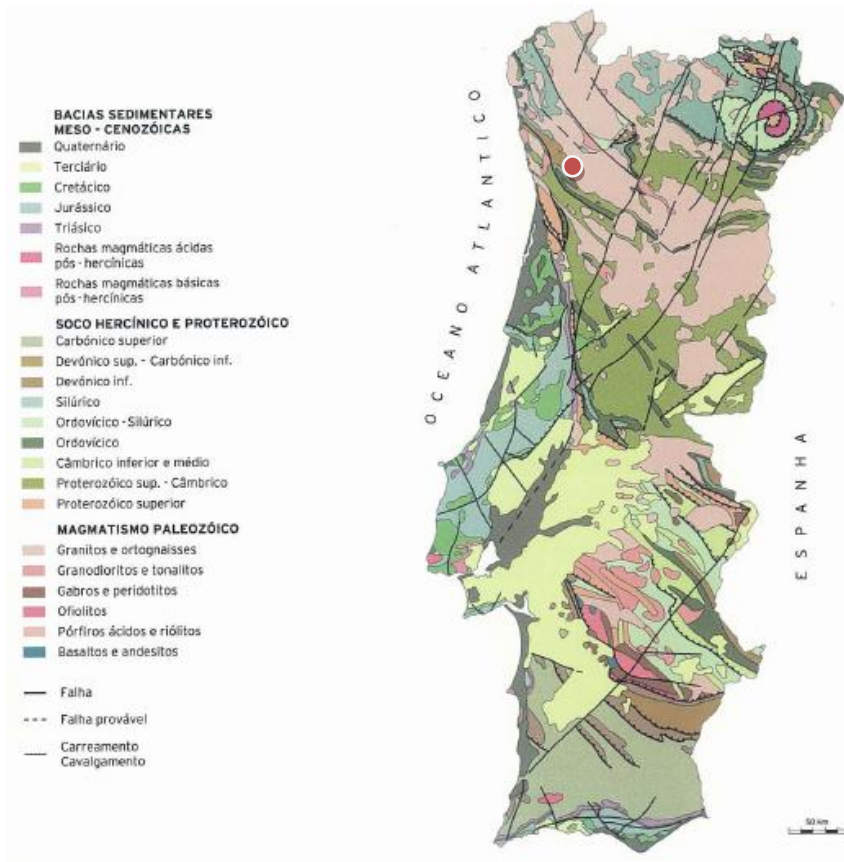 BACIAS SEDIMENTARES
MESO - CENOZÓICAS
Quaternário
Terciário
Cretácico
Jurássico
Triásico
Rochas magmáticas ácidas
pós - hercínicas
Rochas magmáticas básicas
pós - hercínicas
SOCO HERCÍNICO E PROTEROZÓICO
Carbónico superior
Devónico sup. - Carbónico inf.
Devónico inf.
Silúrico
Ordovícico - Silúrico
Ordovícico
Câmbrico inferior e médio
Proterozóico sup. - Câmbrico
Proterozóico superior
MAGMATISMO PALEOZÓICO
Granitos e ortognaisses
Granodioritos e tonalitos
Gabros e peridotitos
Ofiolitos
Pórfiros ácidos e riólitos
Basaltos e andesitos
Falha
Falha provável
Carreamento
Cavalgamento
OCEANO ATLANTICO
ESPANHA
50 km